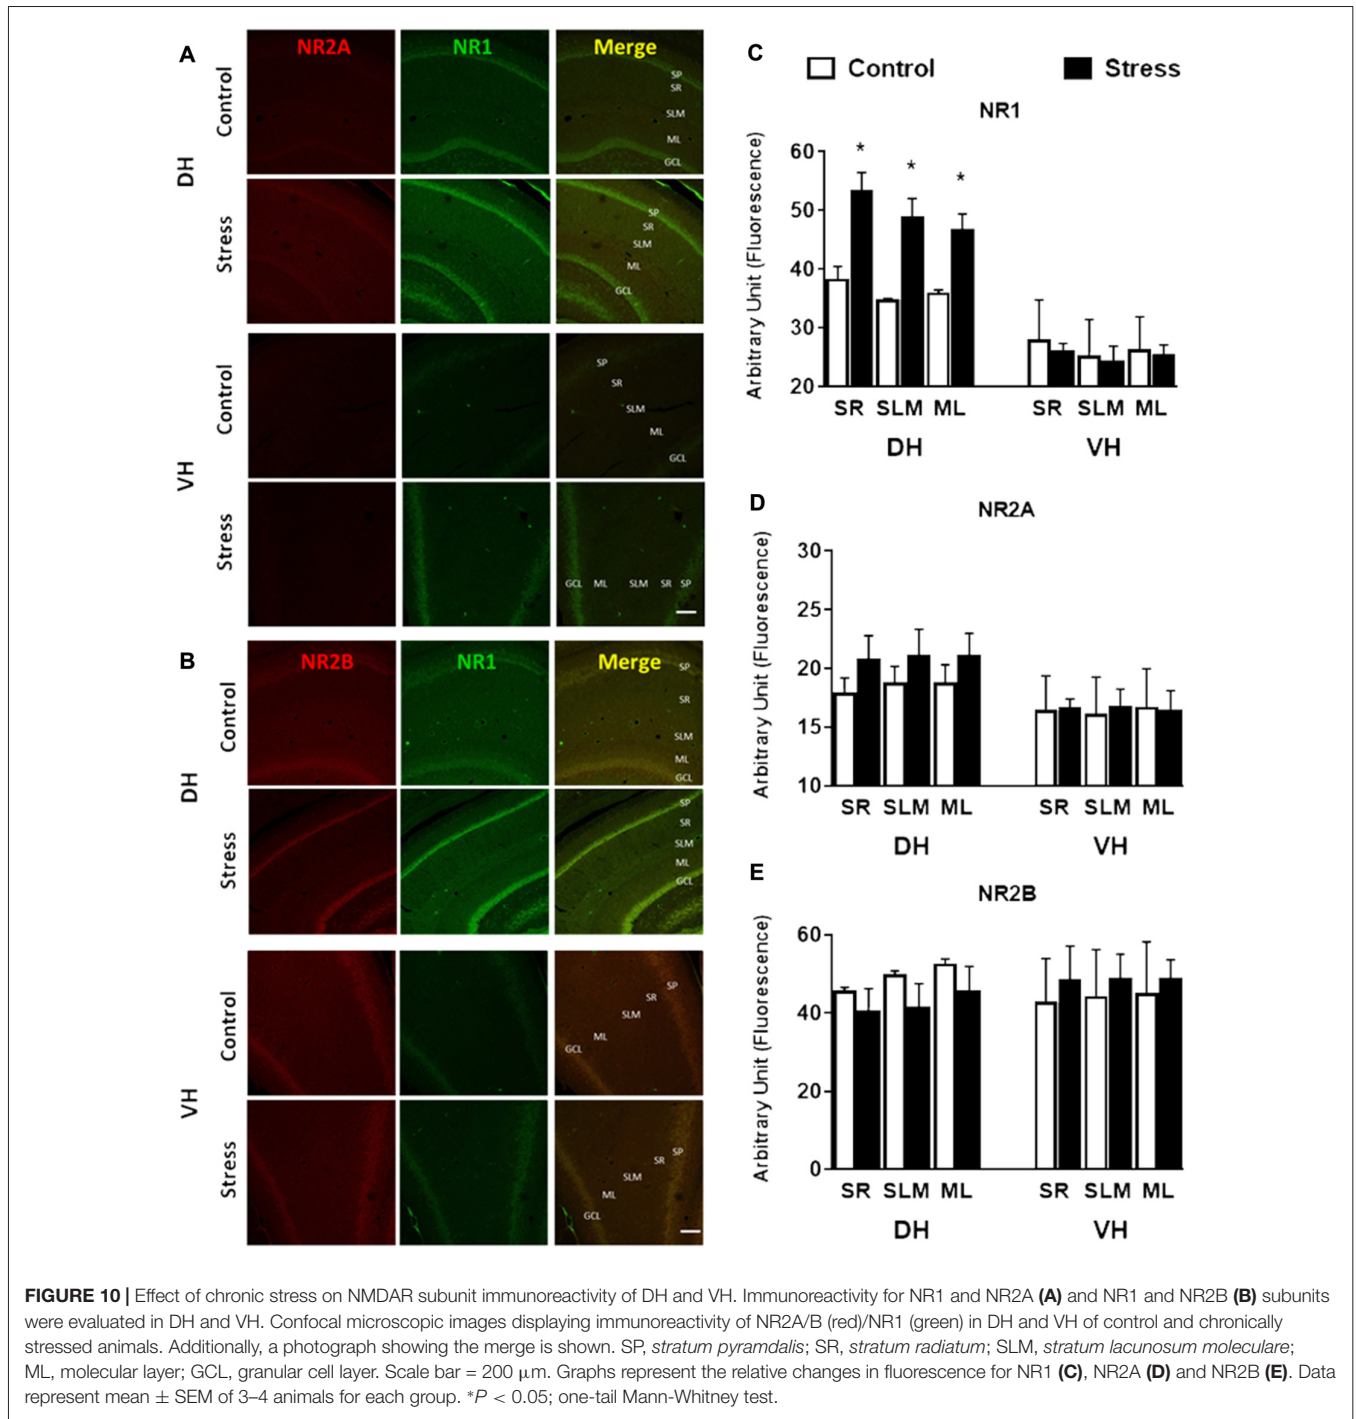 A
NR2A NR1 Merge
Control
SP
SR
SLM
ML
GCL
DH
Stress
SP
SR
SLM
ML
GCL
Control
SP
SR
SLM
ML
GCL
VH
Stress
GCL ML SLM SR SP
B
NR2B NR1 Merge
Control
SP
SR
SLM
ML
GCL
DH
Stress
SP
SR
SLM
ML
GCL
Control
SP
SR
SLM
ML
GCL
VH
Stress
SP
SR
SLM
ML
GCL
C
Control Stress
NR1
Arbitrary Unit (Fluorescence)
60
50
40
30
20
* * *
SR SLM ML SR SLM ML
DH VH
D
NR2A
Arbitrary Unit (Fluorescence)
30
25
20
15
10
SR SLM ML SR SLM ML
DH VH
E
NR2B
Arbitrary Unit (Fluorescence)
60
40
20
0
SR SLM ML SR SLM ML
DH VH
FIGURE 10 | Effect of chronic stress on NMDAR subunit immunoreactivity of DH and VH. Immunoreactivity for NR1 and NR2A (A) and NR1 and NR2B (B) subunits
were evaluated in DH and VH. Confocal microscopic images displaying immunoreactivity of NR2A/B (red)/NR1 (green) in DH and VH of control and chronically
stressed animals. Additionally, a photograph showing the merge is shown. SP, stratum pyramdalis; SR, stratum radiatum; SLM, stratum lacunosum moleculare;
ML, molecular layer; GCL, granular cell layer. Scale bar = 200 μm. Graphs represent the relative changes in fluorescence for NR1 (C), NR2A (D) and NR2B (E). Data
represent mean ± SEM of 3–4 animals for each group. *P < 0.05; one-tail Mann-Whitney test.